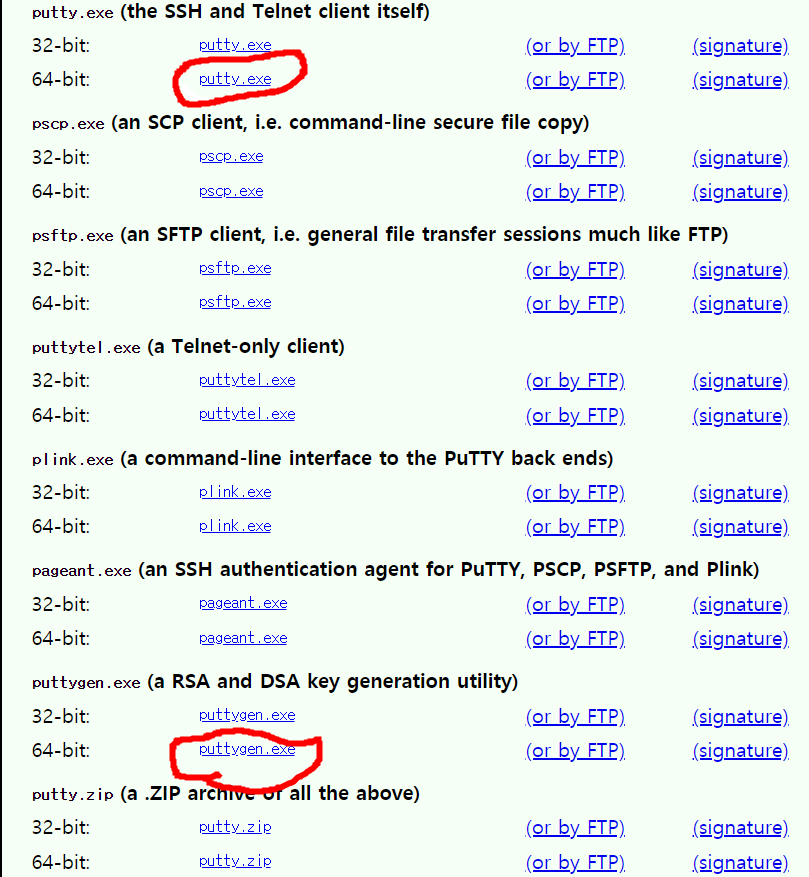 putty.exe (the SSH and Telnet client itself)
32-bit: putty.exe (or by FTP) (signature)
64-bit: putty.exe (or by FTP) (signature)
pscp.exe (an SCP client, i.e. command-line secure file copy)
32-bit: pscp.exe (or by FTP) (signature)
64-bit: pscp.exe (or by FTP) (signature)
psftp.exe (an SFTP client, i.e. general file transfer sessions much like FTP)
32-bit: psftp.exe (or by FTP) (signature)
64-bit: psftp.exe (or by FTP) (signature)
puttytel.exe (a Telnet-only client)
32-bit: puttytel.exe (or by FTP) (signature)
64-bit: puttytel.exe (or by FTP) (signature)
plink.exe (a command-line interface to the PuTTY back ends)
32-bit: plink.exe (or by FTP) (signature)
64-bit: plink.exe (or by FTP) (signature)
pageant.exe (an SSH authentication agent for PuTTY, PSCP, PSFTP, and Plink)
32-bit: pageant.exe (or by FTP) (signature)
64-bit: pageant.exe (or by FTP) (signature)
puttygen.exe (a RSA and DSA key generation utility)
32-bit: puttygen.exe (or by FTP) (signature)
64-bit: puttygen.exe (or by FTP) (signature)
putty.zip (a .ZIP archive of all the above)
32-bit: putty.zip (or by FTP) (signature)
64-bit: putty.zip (or by FTP) (signature)